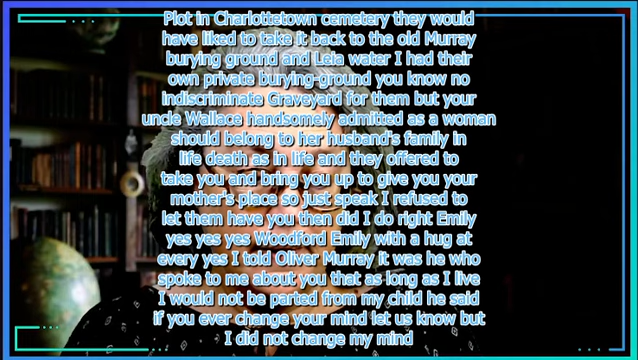 Plot in Charlottetown cemetery they would
have liked to take it back to the old Murray
burying ground and Leia water I had their
own private burying-ground you know no
indiscriminate Graveyard for them but your
uncle Wallace handsomely admitted as a woman
should belong to her husband's family in
life death as in life and they offered to
take you and bring you up to give you your
mother's place so just speak I refused to
let them have you then did I do right Emily
yes yes yes Woodford Emily with a hug at
every yes I told Oliver Murray it was he who
spoke to me about you that as long as I live
I would not be parted from my child he said
if you ever change your mind let us know but
I did not change my mind